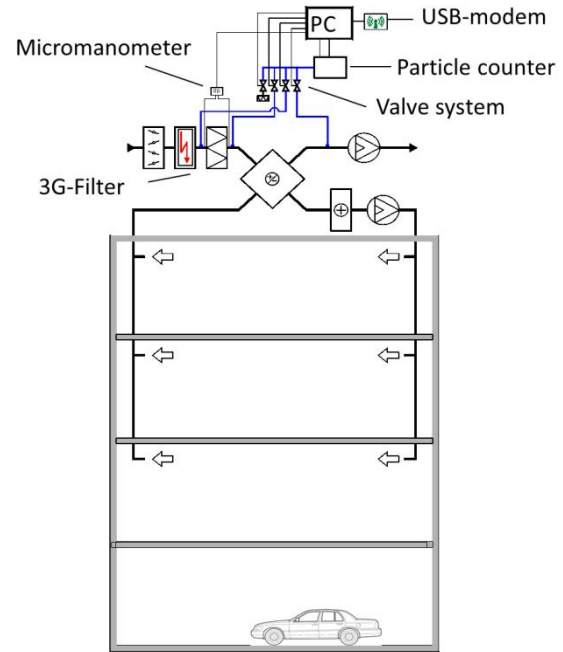 PC
USB-modem
Micromanometer
Particle counter
Valve system
3G-Filter